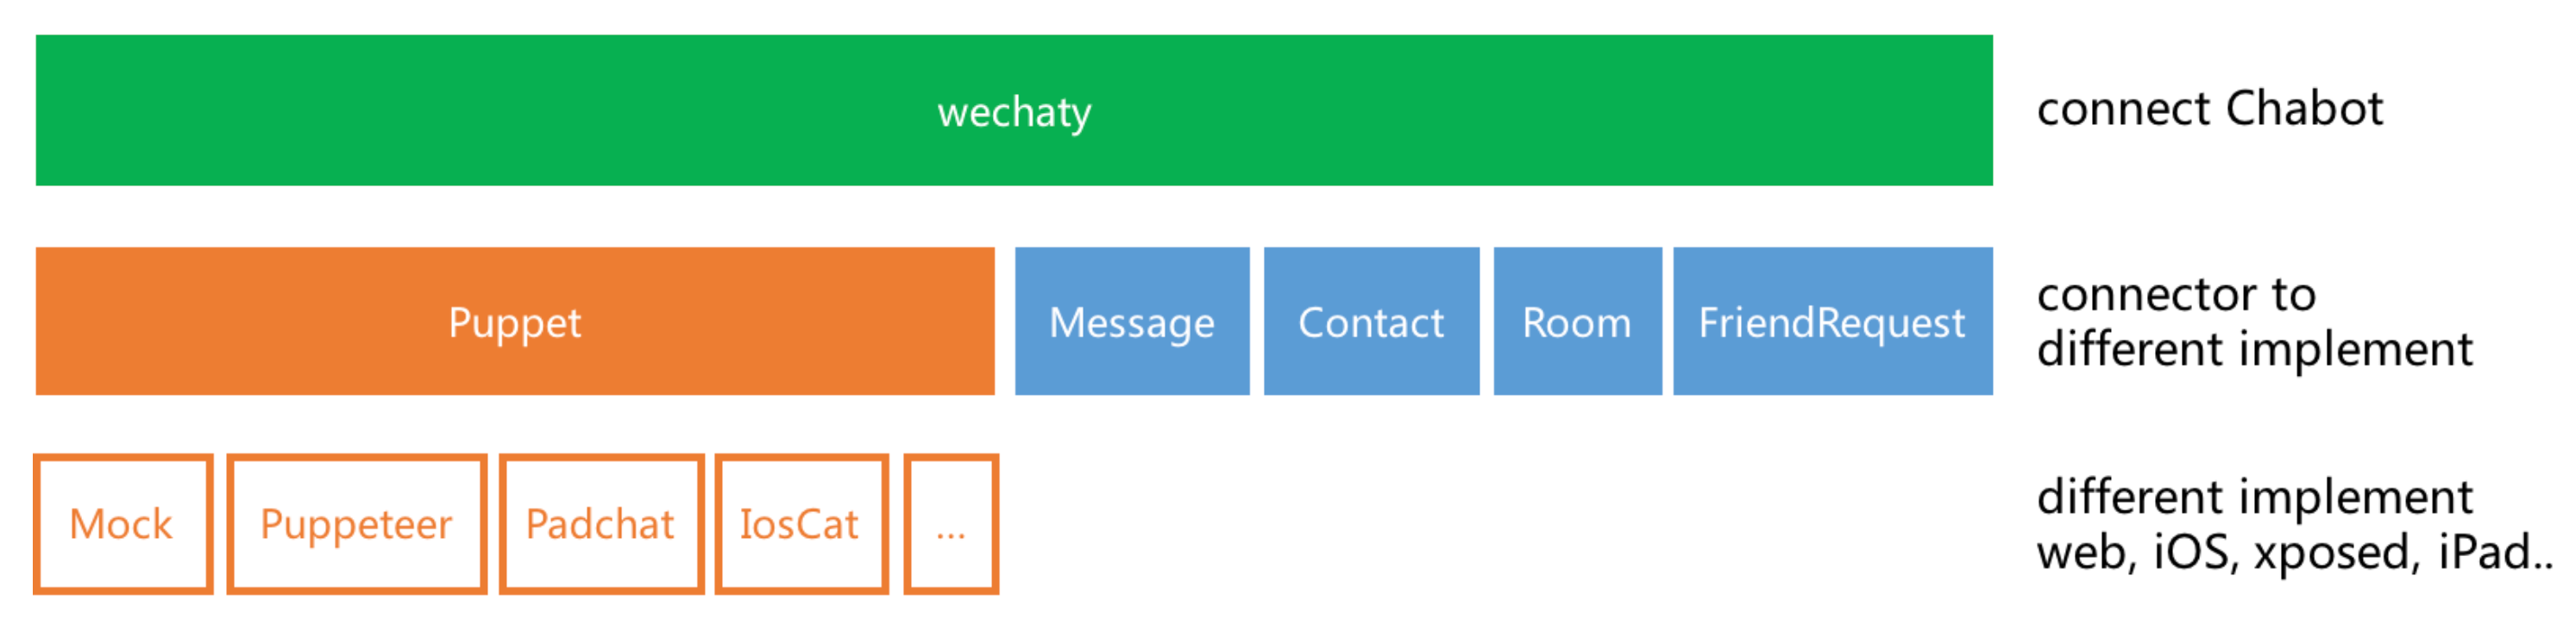 wechaty
connect Chabot
Puppet
Message
Contact
Room
FriendRequest
connector to
different implement
Mock
Puppeteer
Padchat
IosCat
...
different implement
web, iOS, xposed, iPad..